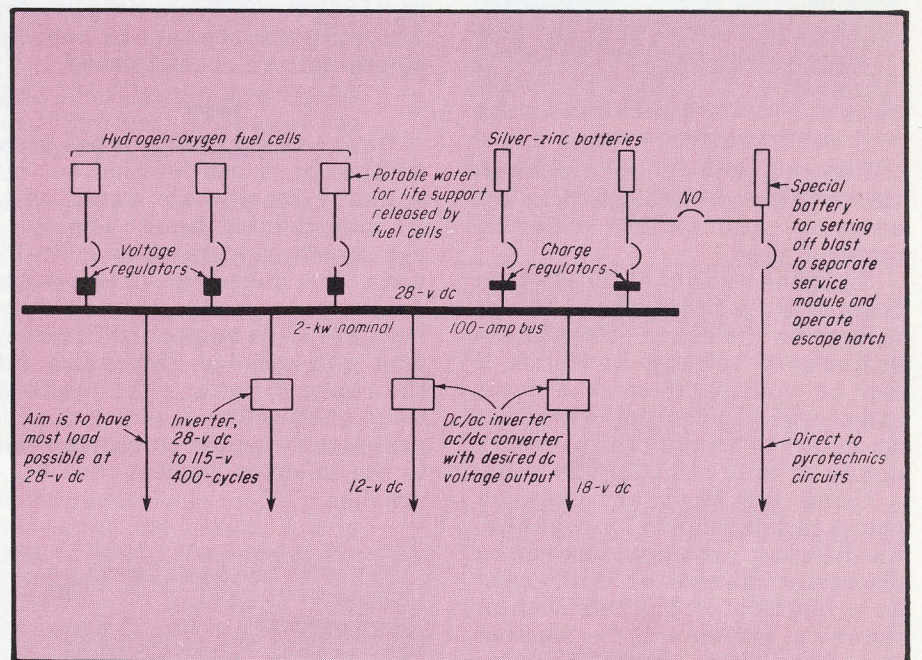 Hydrogen-oxygen fuel cells
Silver-zinc batteries
Potable water
for life support
released by
fuel cells
NO
Special
battery
for setting
off blast
to separate
service
module and
operate
escape hatch
Voltage
regulators
Charge
regulators
28-v dc
2-kw nominal
100-amp bus
Aim is to have
most load
possible at
28-v dc
Inverter,
28-v dc
to 115-v
400-cycles
Dc/ac inverter
ac/dc converter
with desired dc
voltage output
12-v dc
18-v dc
Direct to
pyrotechnics
circuits